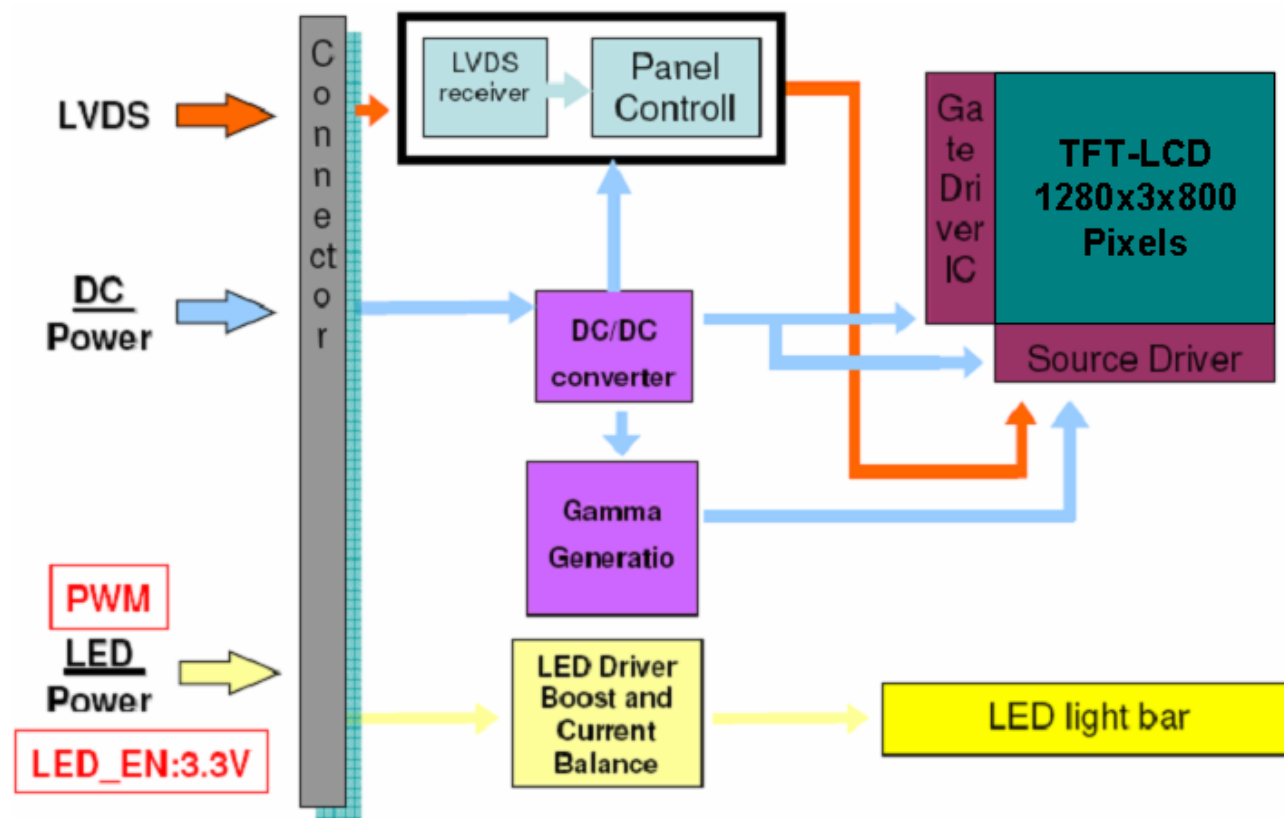 C
o
n
n
e
ct
o
r
LVDS
LVDS
receiver
Panel
Controll
Ga
te
Dri
ver
IC
TFT-LCD
1280x3x800
Pixels
Source Driver
DC
Power
DC/DC
converter
Gamma
Generatio
PWM
LED
Power
LED_EN:3.3V
LED Driver
Boost and
Current
Balance
LED light bar